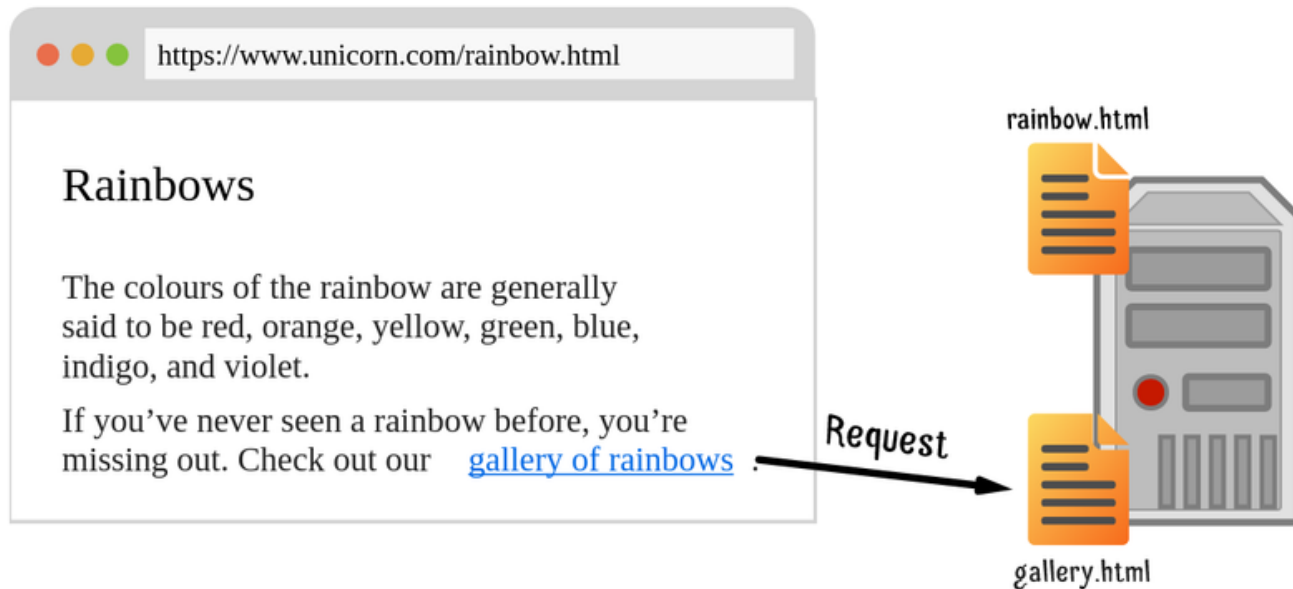 https://www.unicorn.com/rainbow.html
rainbow.html
Rainbows
The colours of the rainbow are generally
said to be red, orange, yellow, green, blue,
indigo, and violet.
If you’ve never seen a rainbow before, you’re
missing out. Check out our gallery of rainbows .
Request
gallery.html